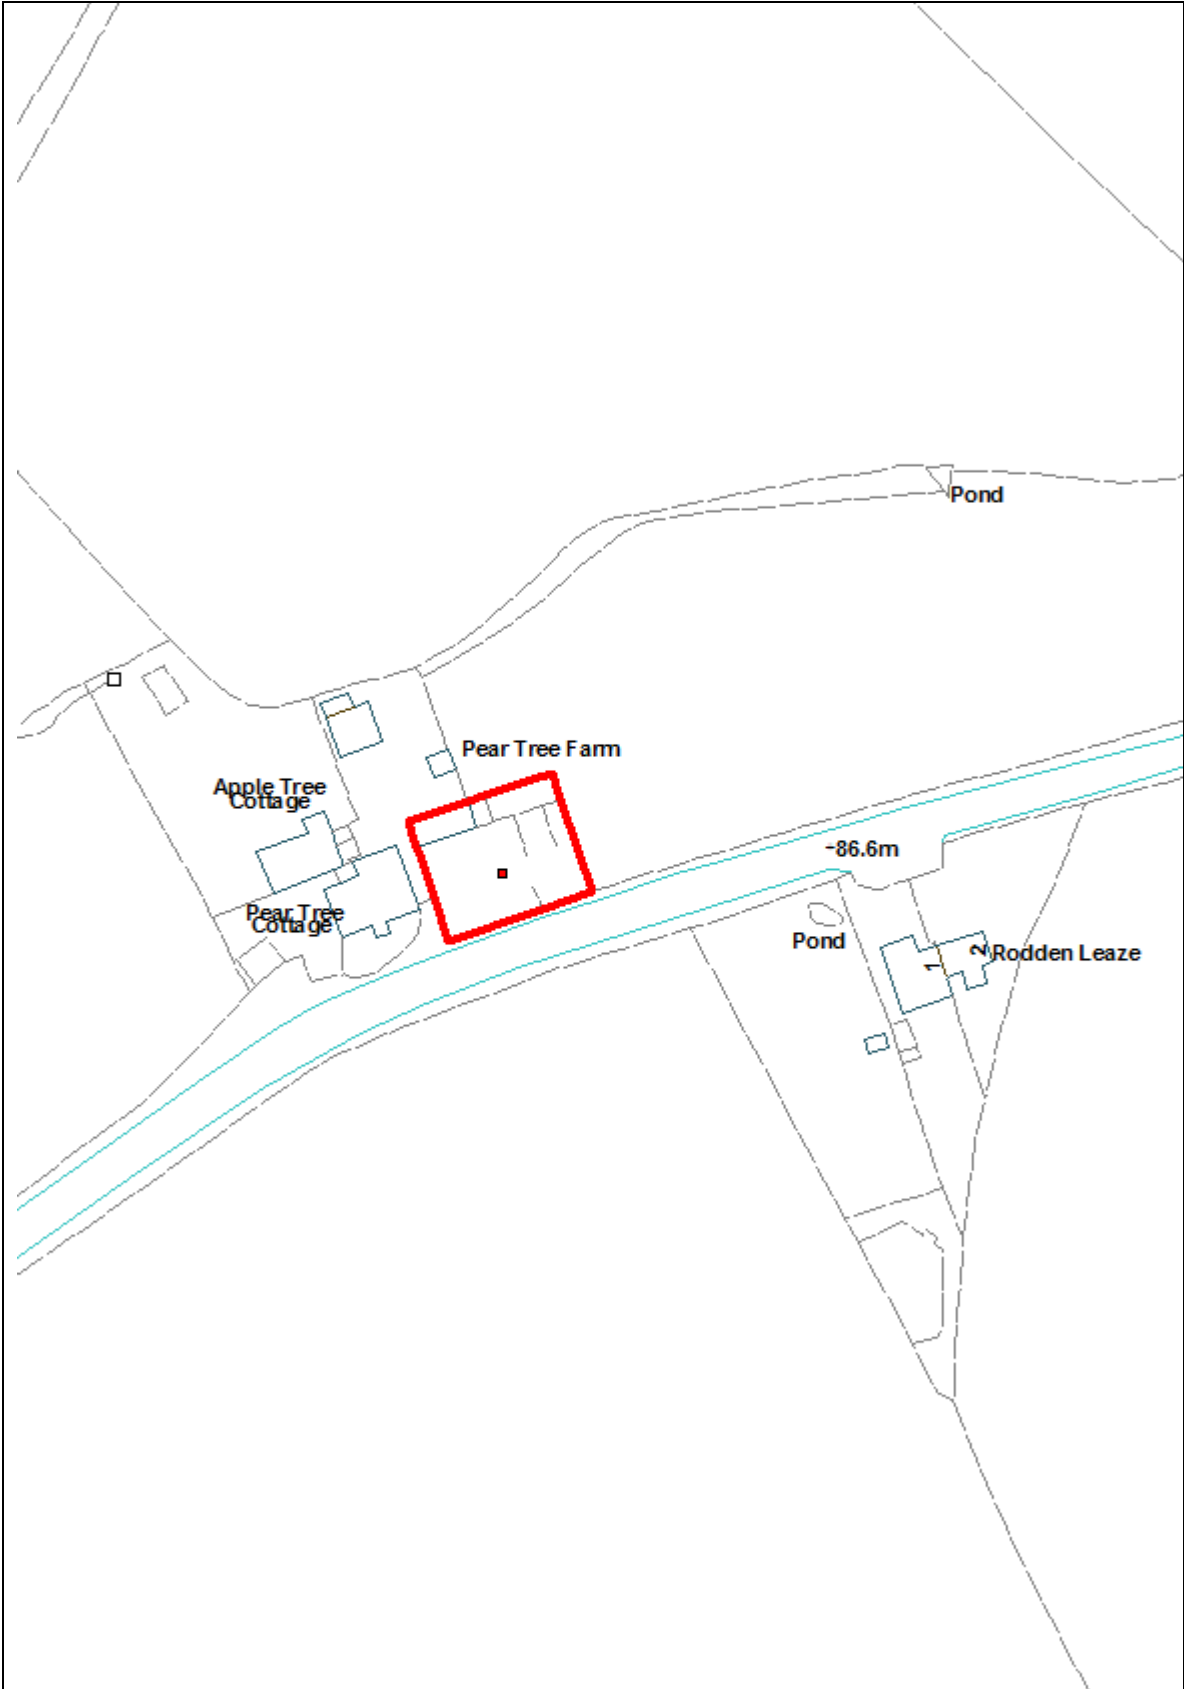 Pond
Pear Tree Farm
Apple Tree
Cottage
÷86.6m
Pear Tree
Cottage
Pond
1
2
Rodden Leaze